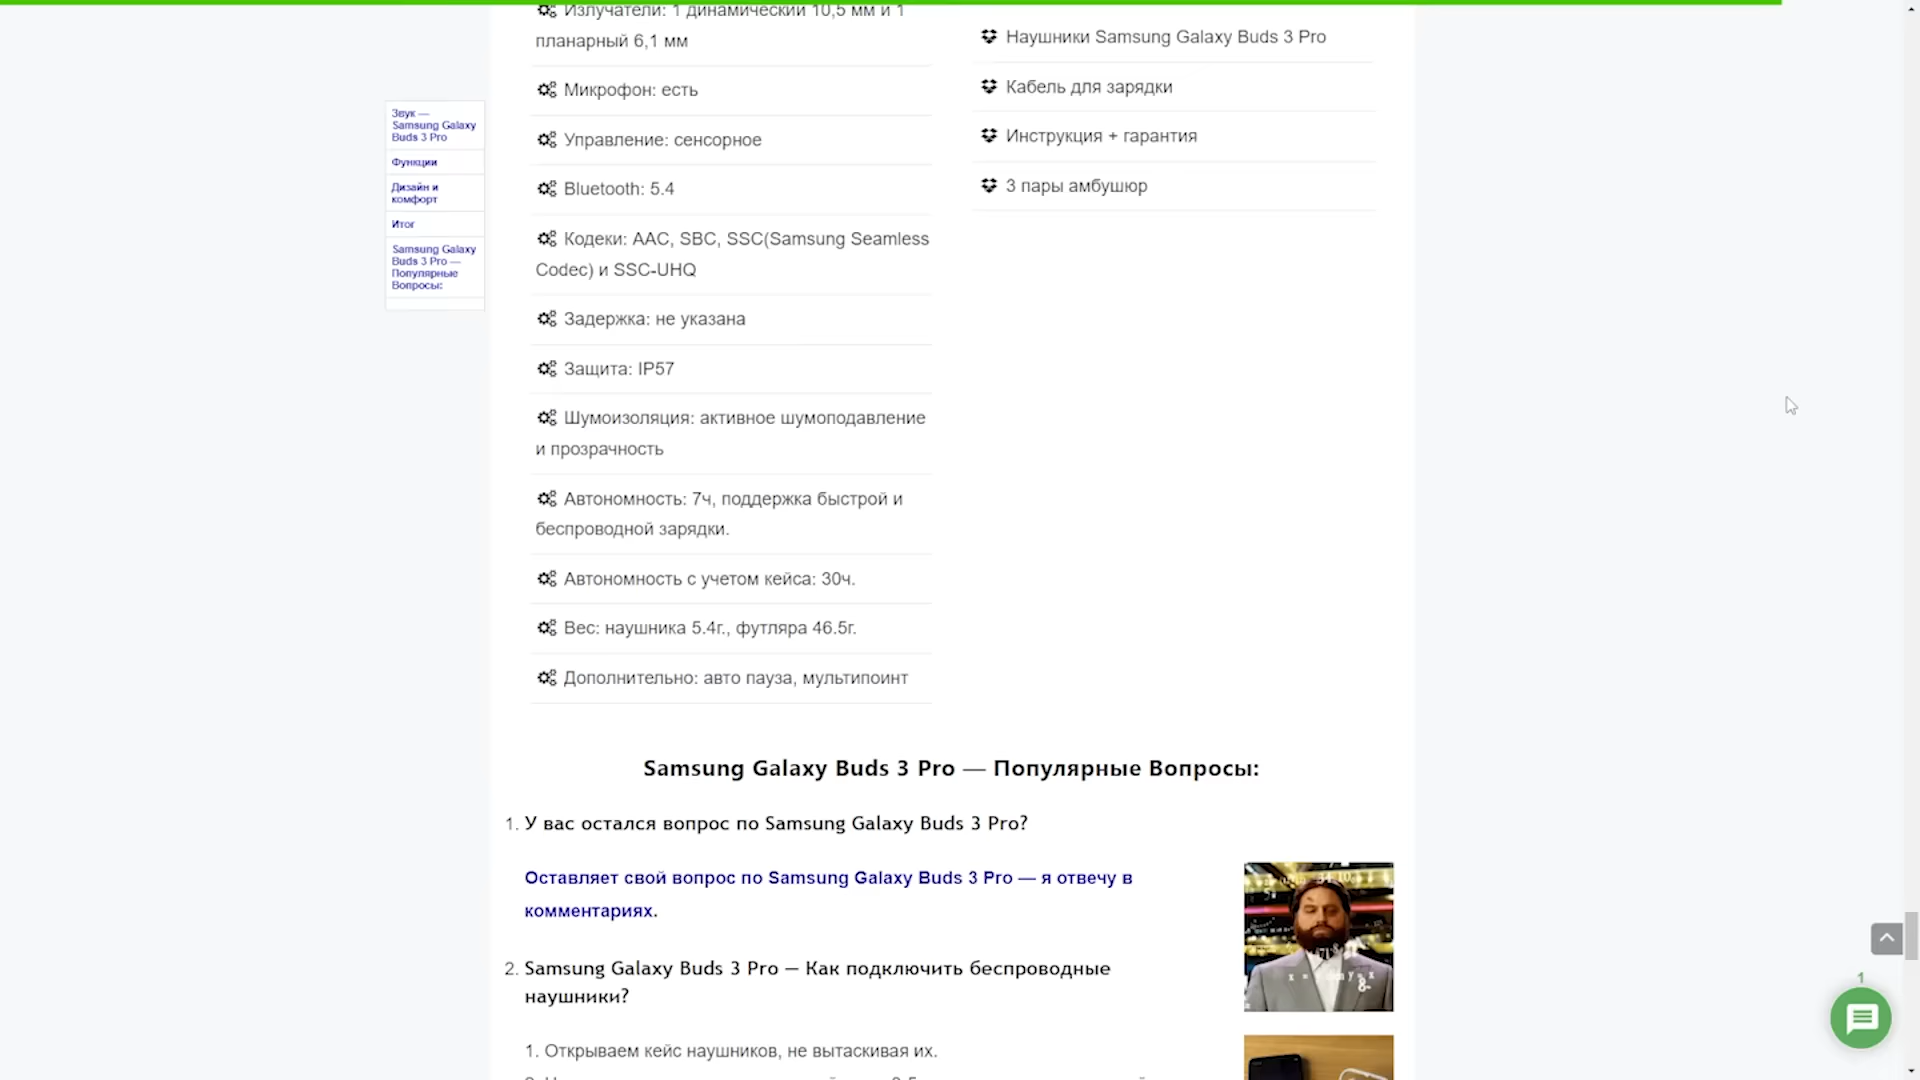 Излучатели: 1 динамический 10,5 мм и 1
планарный 6,1 мм
Микрофон: есть
Управление: сенсорное
Bluetooth: 5.4
Кодеки: AAC, SBC, SSC(Samsung Seamless
Codec) и SSC-UHQ
Задержка: не указана
Защита: IP57
Шумоизоляция: активное шумоподавление
и прозрачность
Автономность: 7ч, поддержка быстрой и
беспроводной зарядки.
Автономность с учетом кейса: 30ч.
Вес: наушника 5.4г., футляра 46.5г.
Дополнительно: авто пауза, мультипоинт
Наушники Samsung Galaxy Buds 3 Pro
Кабель для зарядки
Инструкция + гарантия
3 пары амбушюр
Звук —
Samsung Galaxy
Buds 3 Pro
Функции
Дизайн и
комфорт
Итог
Samsung Galaxy
Buds 3 Pro —
Популярные
Вопросы:
Samsung Galaxy Buds 3 Pro — Популярные Вопросы:
1. У вас остался вопрос по Samsung Galaxy Buds 3 Pro?
Оставляет свой вопрос по Samsung Galaxy Buds 3 Pro — я отвечу в
комментариях.
2. Samsung Galaxy Buds 3 Pro — Как подключить беспроводные
наушники?
1. Открываем кейс наушников, не вытаскивая их.
1